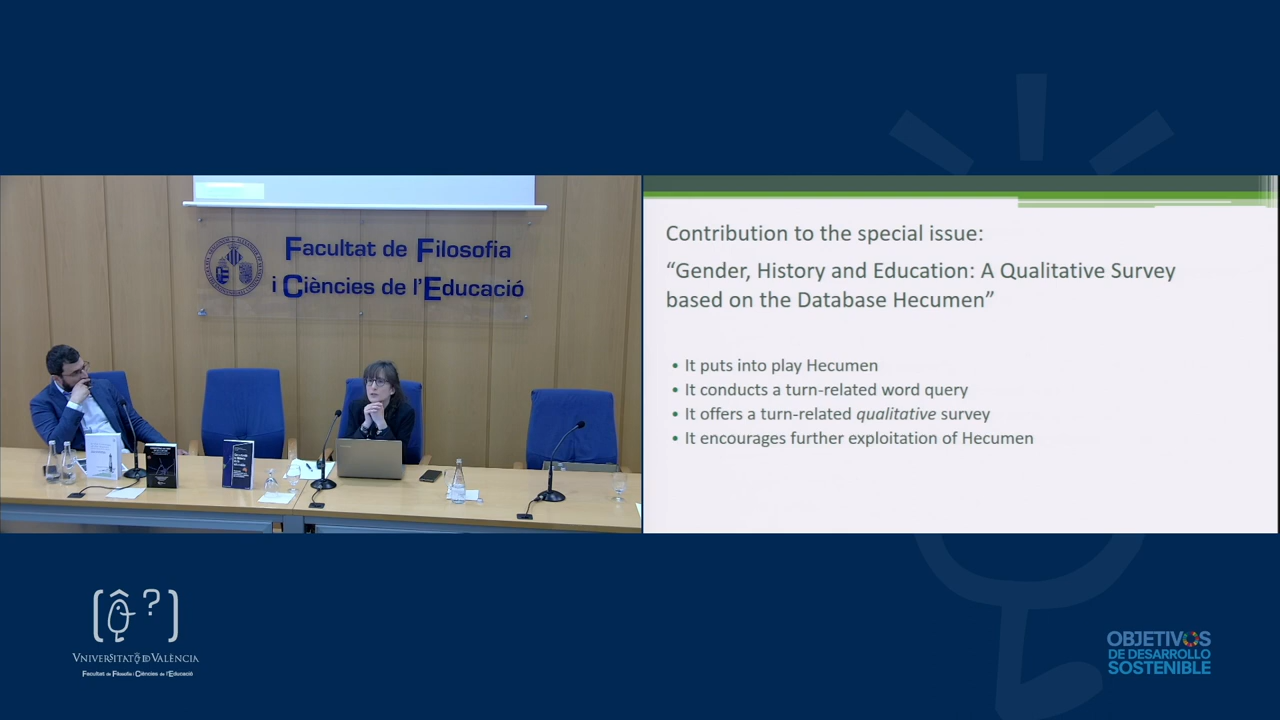 Facultat de Filosofia
i Ciències de l'Educació
Contribution to the special issue:
“Gender, History and Education: A Qualitative Survey
based on the Database Hecumen”
• It puts into play Hecumen
• It conducts a turn-related word query
• It offers a turn-related qualitative survey
• It encourages further exploitation of Hecumen
VNIVERSITAT DE VALÈNCIA
Facultat de Filosofia i Ciències de l'Educació
OBJETIVOS
DE DESARROLLO
SOSTENIBLE